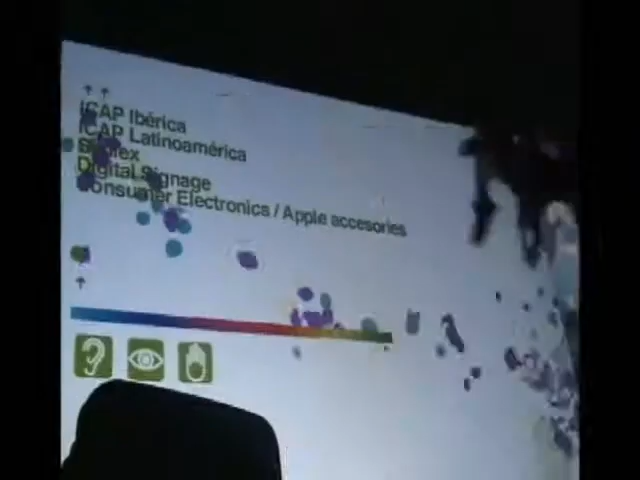 ICAP Ibérica
ICAP Latinoamérica
Digital Signage
Consumer Electronics / Apple accesories